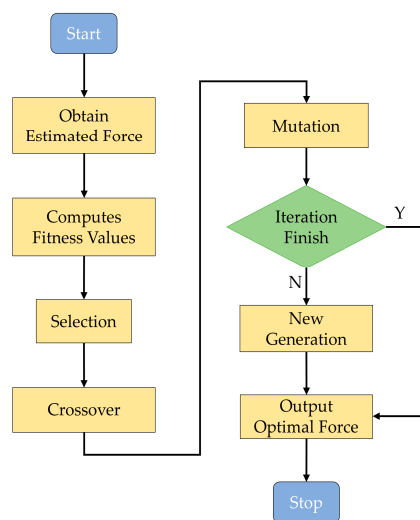 Start
Obtain
Estimated Force
Computes
Fitness Values
Selection
Crossover
Mutation
Iteration
Finish
Y
N
New
Generation
Output
Optimal Force
Stop